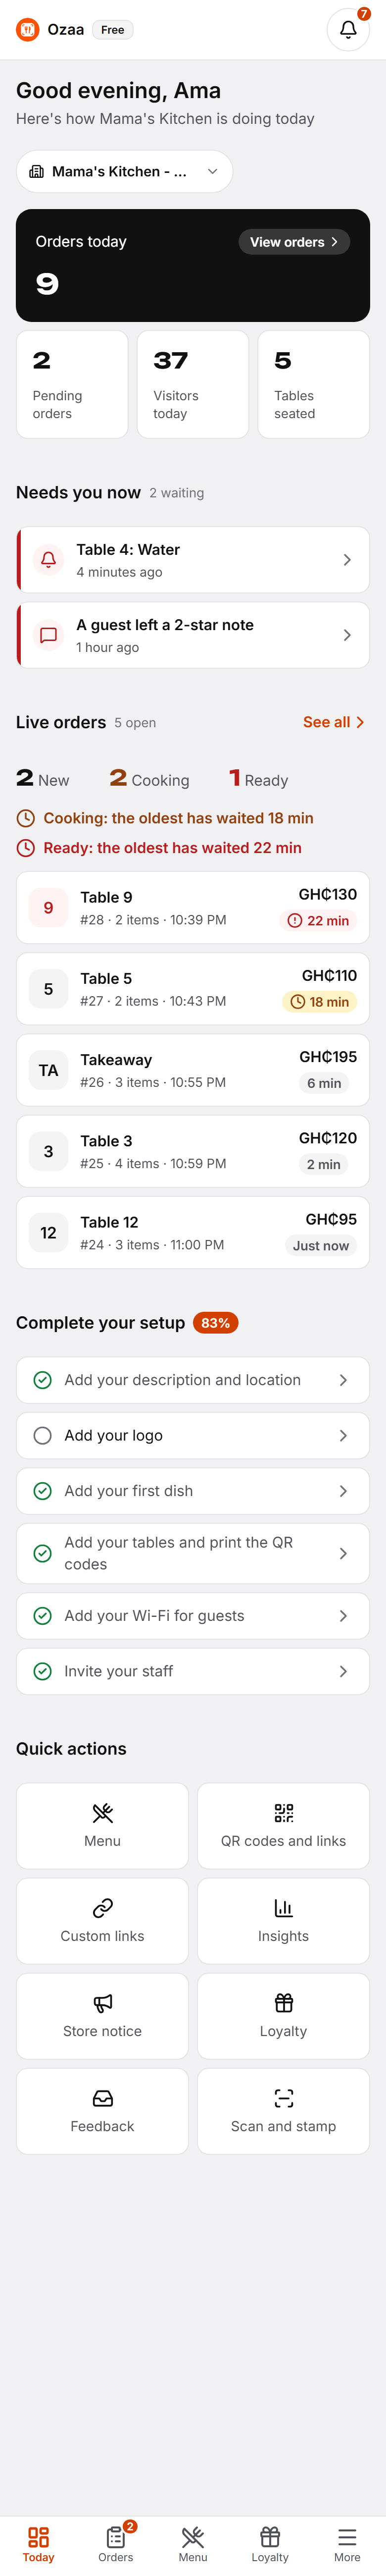 Ozaa
Free
7
Good evening, Ama
Here's how Mama's Kitchen is doing today
Mama's Kitchen - ...
Orders today
View orders
9
2
Pending
orders
37
Visitors
today
5
Tables
seated
Needs you now 2 waiting
Table 4: Water
4 minutes ago
A guest left a 2-star note
1 hour ago
Live orders 5 open
See all
2 New
2 Cooking
1 Ready
Cooking: the oldest has waited 18 min
Ready: the oldest has waited 22 min
9
Table 9
#28 · 2 items · 10:39 PM
GH₵130
22 min
5
Table 5
#27 · 2 items · 10:43 PM
GH₵110
18 min
TA
Takeaway
#26 · 3 items · 10:55 PM
GH₵195
6 min
3
Table 3
#25 · 4 items · 10:59 PM
GH₵120
2 min
12
Table 12
#24 · 3 items · 11:00 PM
GH₵95
Just now
Complete your setup 83%
Add your description and location
Add your logo
Add your first dish
Add your tables and print the QR
codes
Add your Wi-Fi for guests
Invite your staff
Quick actions
Menu
QR codes and links
Custom links
Insights
Store notice
Loyalty
Feedback
Scan and stamp
Today
2
Orders
Menu
Loyalty
More